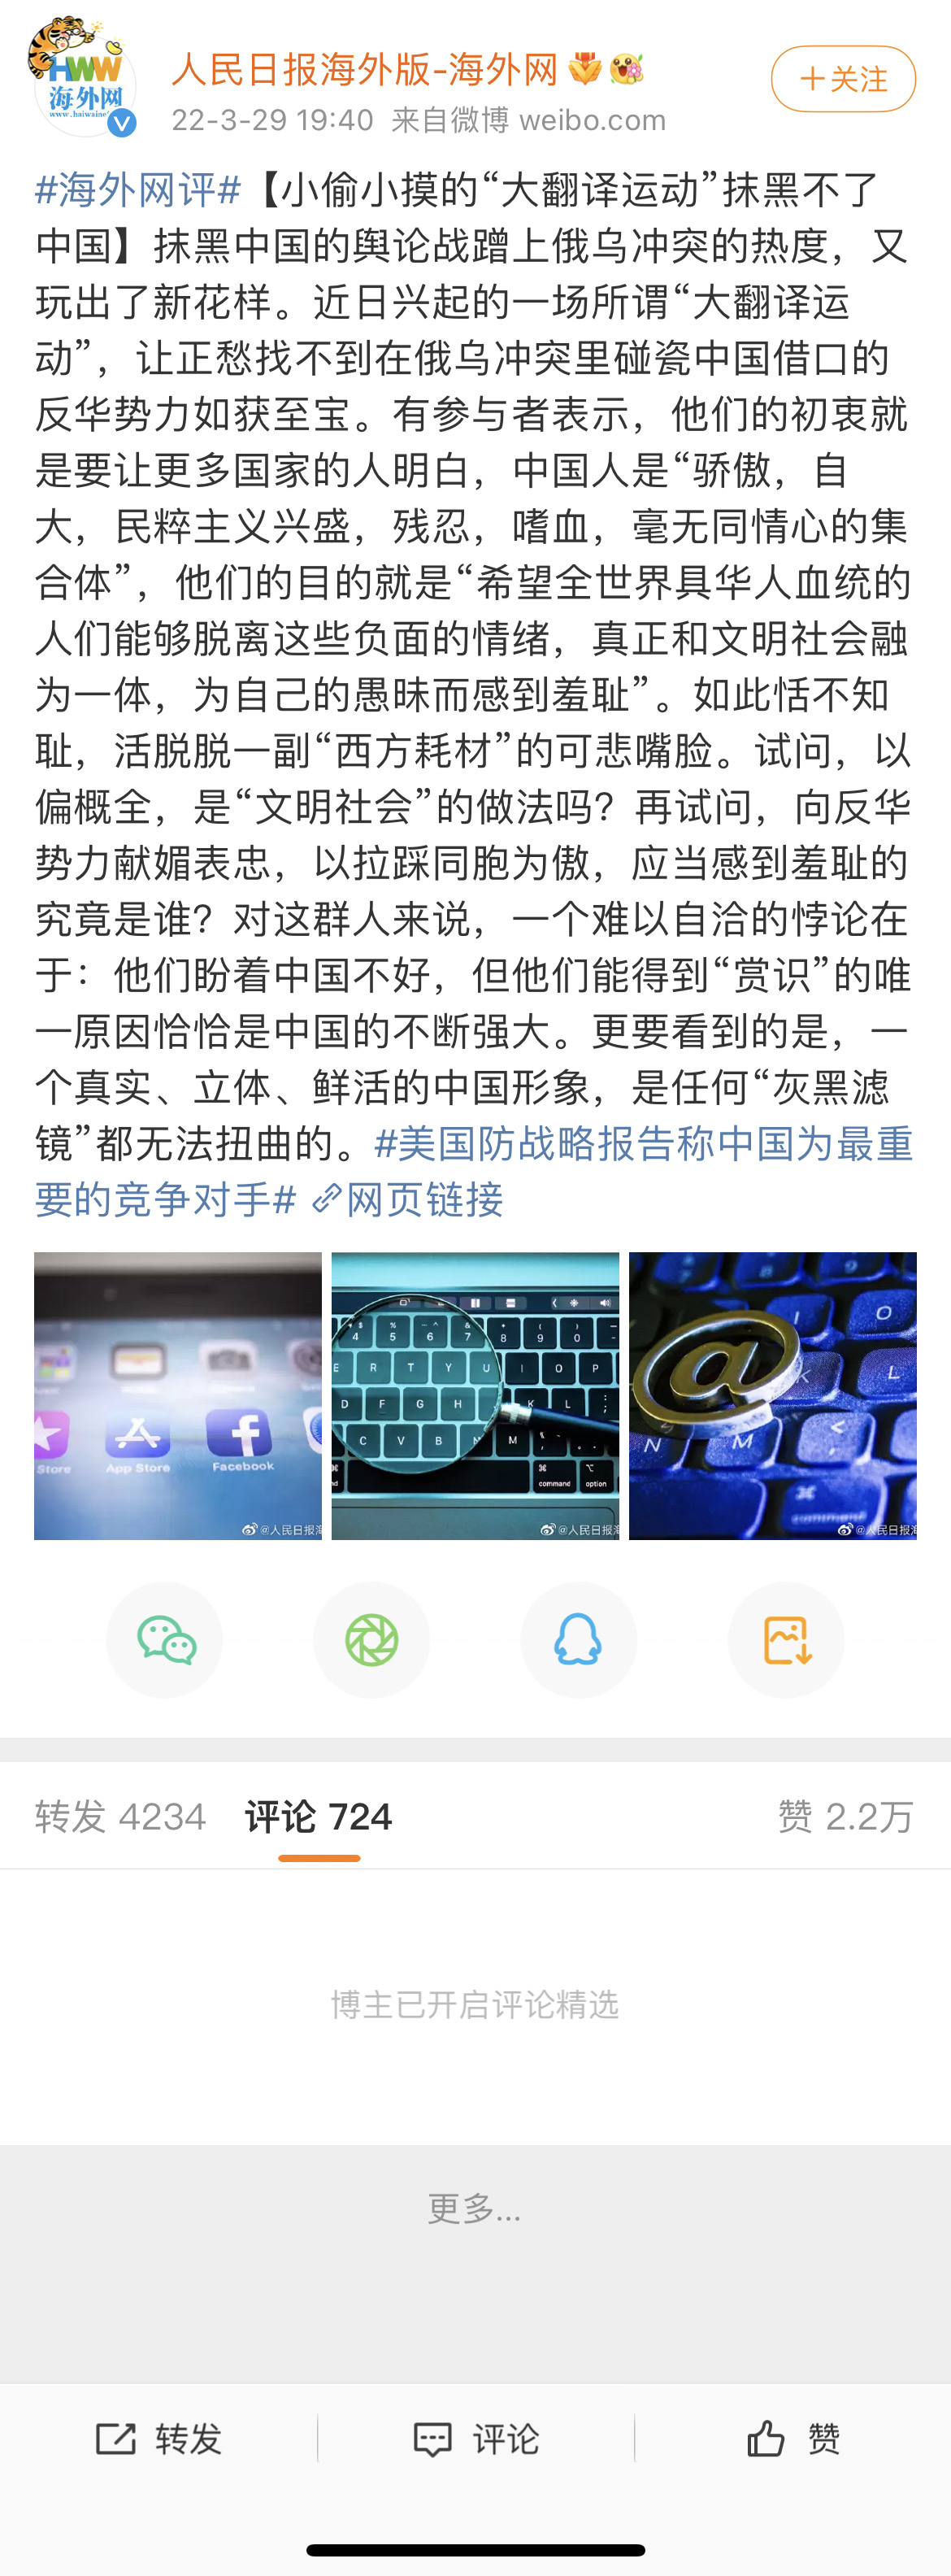 HWW
海外网
www.haiwainet
人民日报海外版-海外网
+关注
22-3-29 19:40 来自微博 weibo.com
#海外网评#【小偷小摸的“大翻译运动”抹黑不了
中国】抹黑中国的舆论战蹭上俄乌冲突的热度，又
玩出了新花样。近日兴起的一场所谓“大翻译运
动”，让正愁找不到在俄乌冲突里碰瓷中国借口的
反华势力如获至宝。有参与者表示，他们的初衷就
是要让更多国家的人明白，中国人是“骄傲，自
大，民粹主义兴盛，残忍，嗜血，毫无同情心的集
合体”，他们的目的就是“希望全世界具华人血统的
人们能够脱离这些负面的情绪，真正和文明社会融
为一体，为自己的愚昧而感到羞耻”。如此恬不知
耻，活脱脱一副“西方耗材”的可悲嘴脸。试问，以
偏概全，是“文明社会”的做法吗？再试问，向反华
势力献媚表忠，以拉踩同胞为傲，应当感到羞耻的
究竟是谁？对这群人来说，一个难以自洽的悖论在
于：他们盼着中国不好，但他们能得到“赏识”的唯
一原因恰恰是中国的不断强大。更要看到的是，一
个真实、立体、鲜活的中国形象，是任何“灰黑滤
镜”都无法扭曲的。#美国防战略报告称中国为最重
要的竞争对手# 网页链接
Store
App Store
Facebook
@人民日报海
4 5 6 7 8 9 0
E R T Y U I O P
D F G H K L
C V B N M
command option
@人民日报海
@
I O
K L
N M
command
@人民日报海
转发 4234 评论 724 赞 2.2万
博主已开启评论精选
更多...
转发 评论 赞